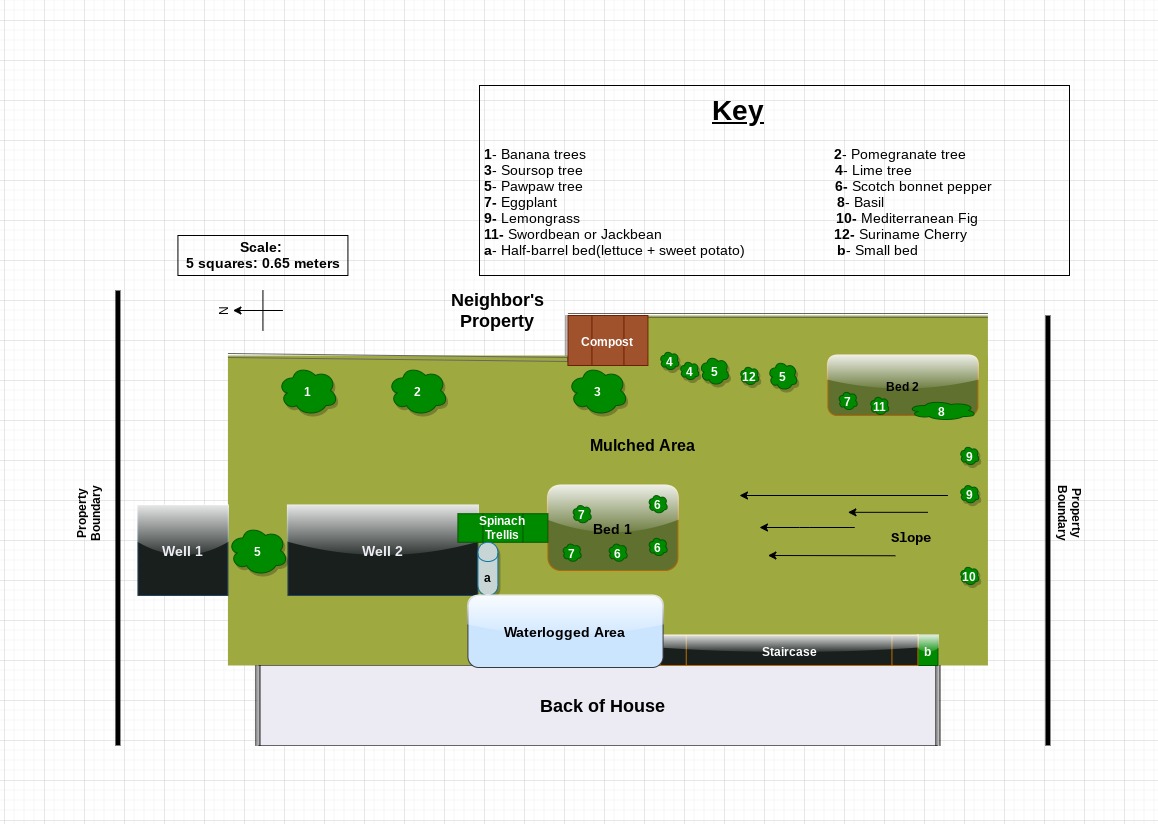 Key
1- Banana trees
2- Pomegranate tree
3- Soursop tree
4- Lime tree
5- Pawpaw tree
6- Scotch bonnet pepper
7- Eggplant
8- Basil
9- Lemongrass
10- Mediterranean Fig
11- Swordbean or Jackbean
12- Suriname Cherry
a- Half-barrel bed(lettuce + sweet potato)
b- Small bed
Scale:
5 squares: 0.65 meters
N
Neighbor's
Property
Compost
4
4
5
12
5
1
2
3
Bed 2
7
11
8
Mulched Area
9
9
Property
Boundary
Property
Boundary
Well 1
5
Well 2
Spinach
Trellis
a
7
6
Bed 1
7
6
6
Slope
10
Waterlogged Area
Staircase
b
Back of House